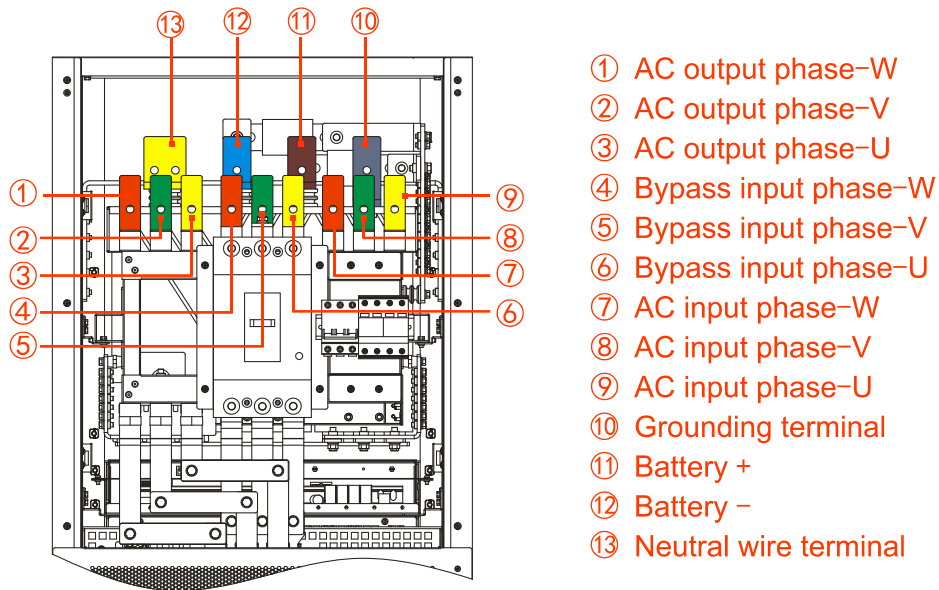 ⑬ ⑫ ⑪ ⑩
① ⑨
② ⑧
③ ⑦
④ ⑥
⑤
① AC output phase-W
② AC output phase-V
③ AC output phase-U
④ Bypass input phase-W
⑤ Bypass input phase-V
⑥ Bypass input phase-U
⑦ AC input phase-W
⑧ AC input phase-V
⑨ AC input phase-U
⑩ Grounding terminal
⑪ Battery +
⑫ Battery -
⑬ Neutral wire terminal